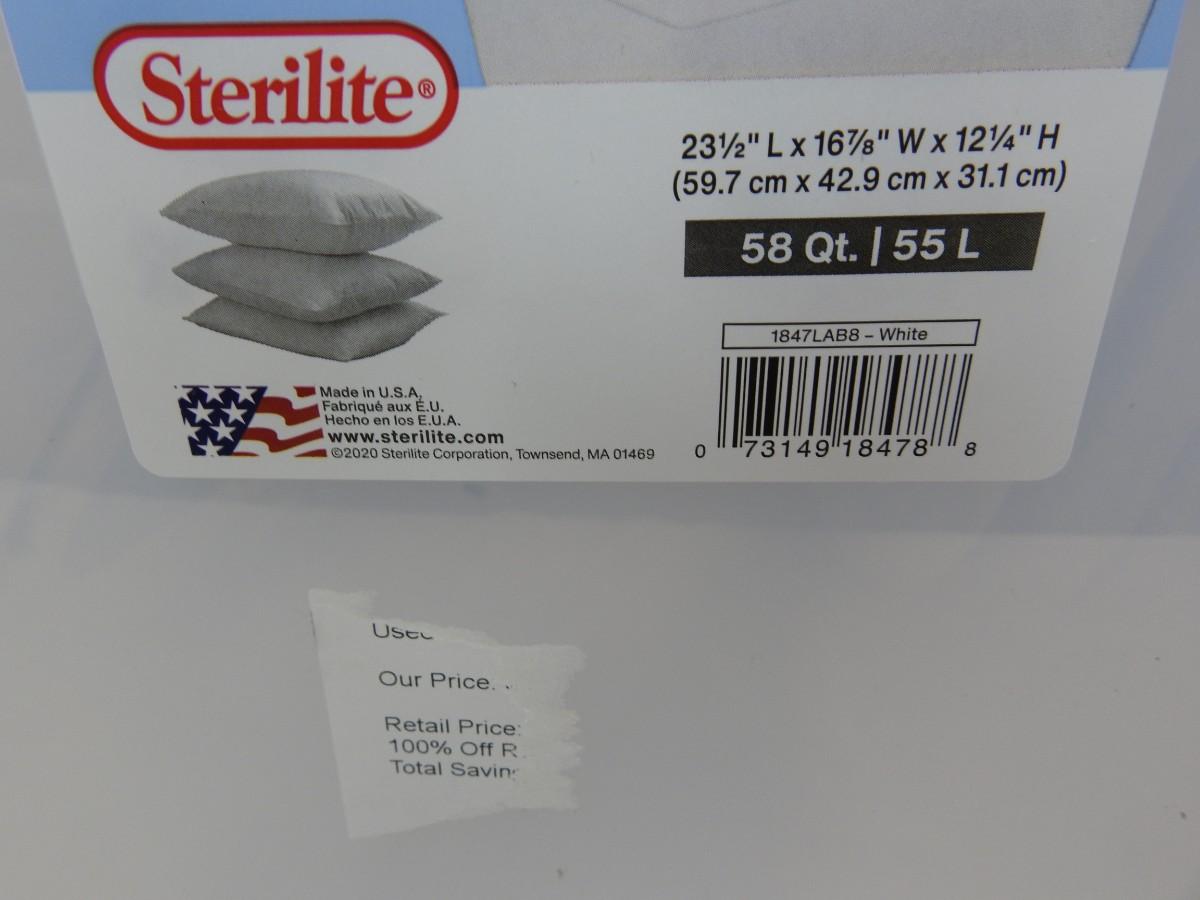 Sterilite®
23½" L x 16⅞" W x 12¼" H
(59.7 cm x 42.9 cm x 31.1 cm)
58 Qt. | 55 L
1847LAB8 – White
0 73149 18478 8
Made in U.S.A.
Fabriqué aux É.U.
Hecho en los E.U.A.
www.sterilite.com
©2020 Sterilite Corporation, Townsend, MA 01469
Our Price.
Retail Price:
100% Off R
Total Savin